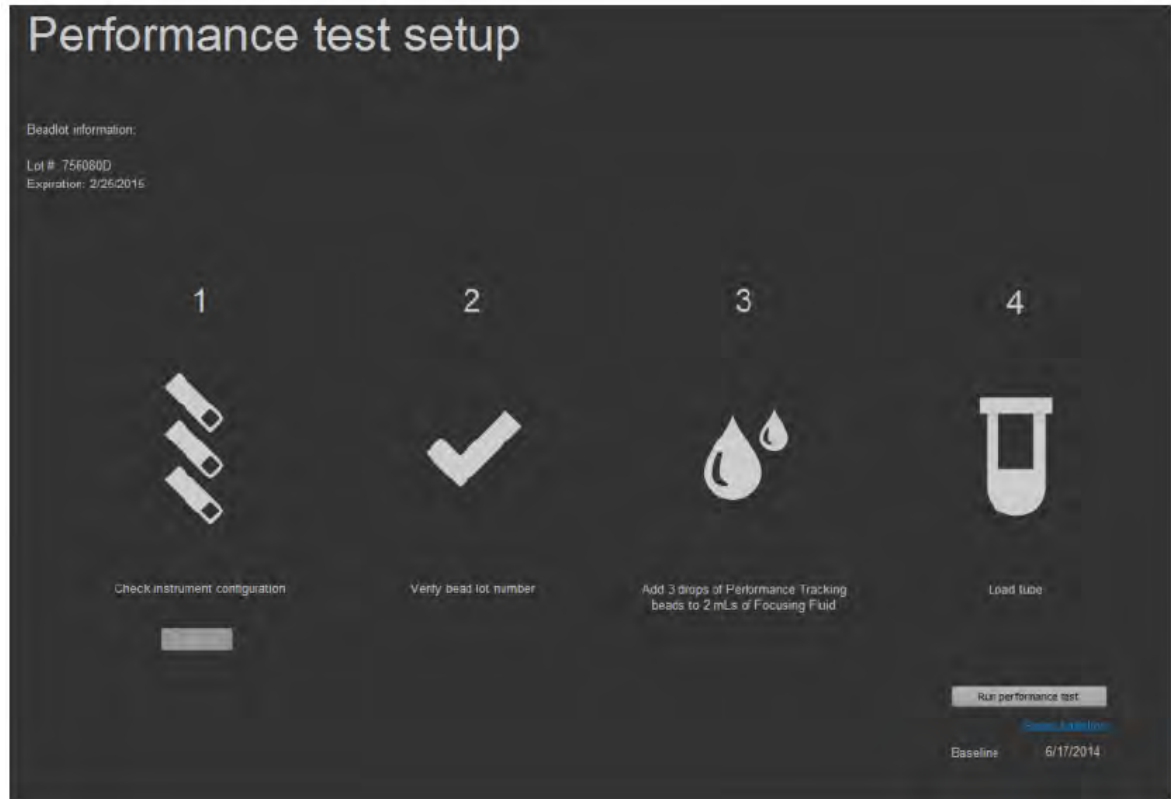 Performance test setup
Beadlot information:
Lot #: 756080D
Expiration: 2/25/2015
1
2
3
4
Check instrument configuration
Verify bead lot number
Add 3 drops of Performance Tracking
beads to 2 mLs of Focusing Fluid
Load tube
Run performance test
Baseline
6/17/2014